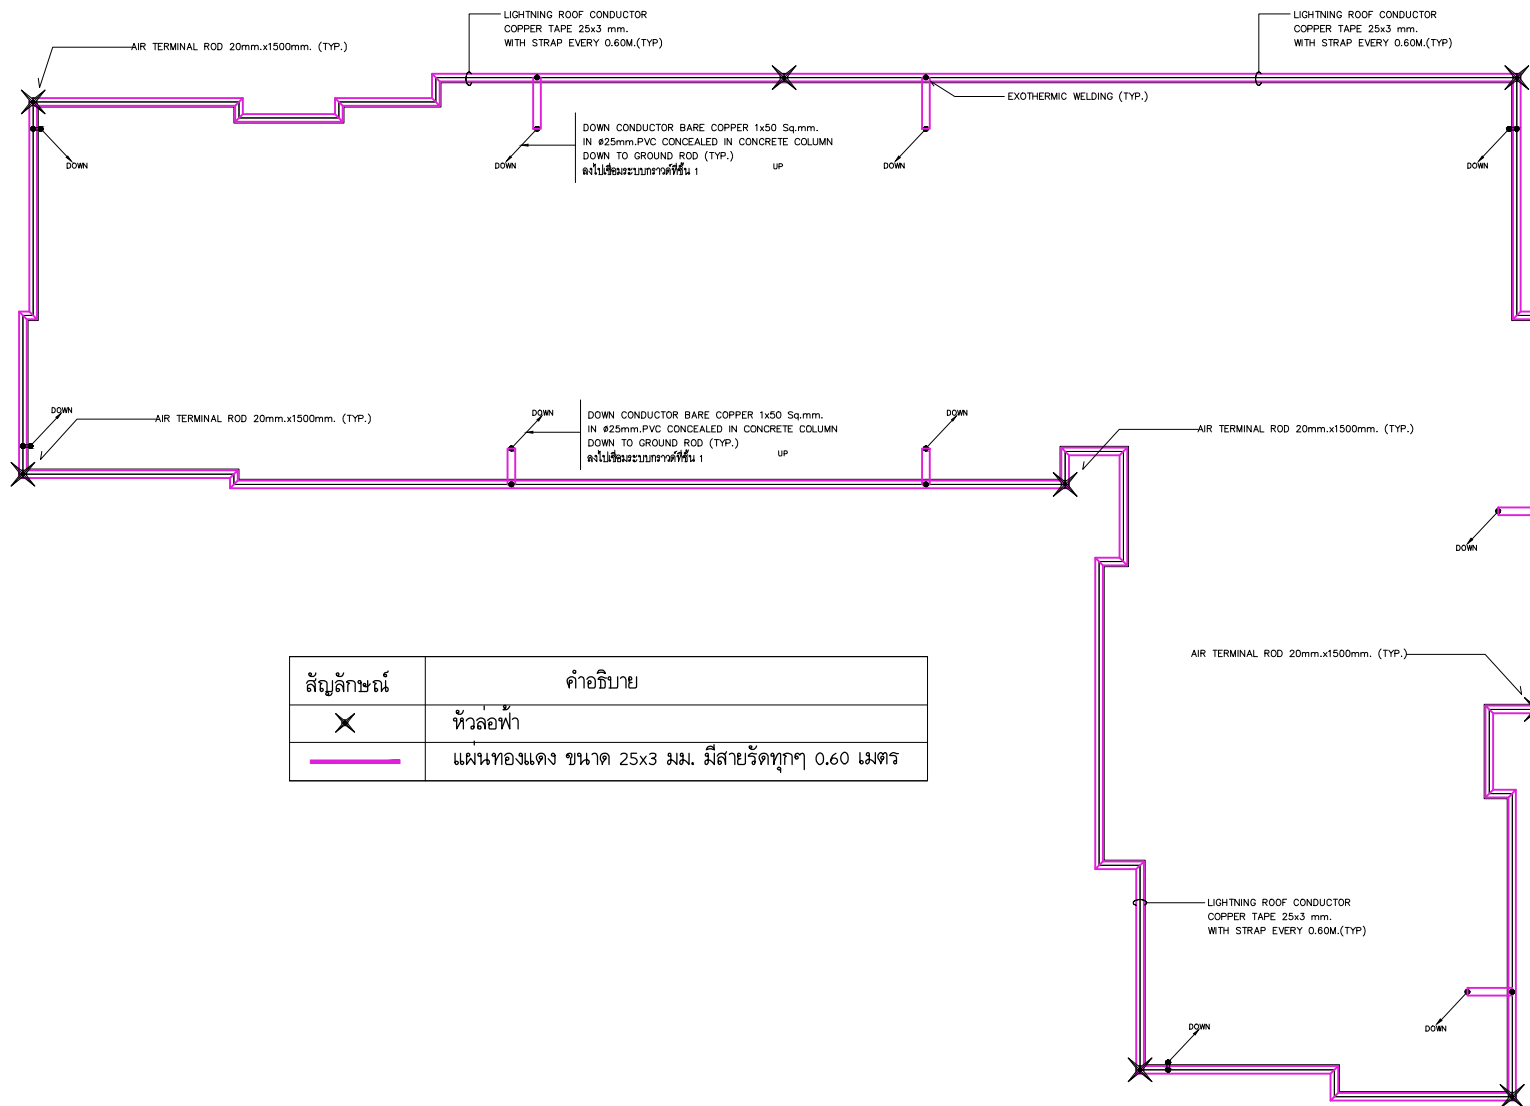 LIGHTNING ROOF CONDUCTOR
COPPER TAPE 25x3 mm.
WITH STRAP EVERY 0.60M.(TYP)
LIGHTNING ROOF CONDUCTOR
COPPER TAPE 25x3 mm.
WITH STRAP EVERY 0.60M.(TYP)
AIR TERMINAL ROD 20mm.x1500mm. (TYP.)
EXOTHERMIC WELDING (TYP.)
DOWN CONDUCTOR BARE COPPER 1x50 Sq.mm.
IN ø25mm.PVC CONCEALED IN CONCRETE COLUMN
DOWN TO GROUND ROD (TYP.)
ลงไปเชื่อมระบบกราวด์ที่ชั้น 1
UP
DOWN
DOWN
DOWN
DOWN
DOWN
DOWN
DOWN
AIR TERMINAL ROD 20mm.x1500mm. (TYP.)
DOWN CONDUCTOR BARE COPPER 1x50 Sq.mm.
IN ø25mm.PVC CONCEALED IN CONCRETE COLUMN
DOWN TO GROUND ROD (TYP.)
ลงไปเชื่อมระบบกราวด์ที่ชั้น 1
UP
AIR TERMINAL ROD 20mm.x1500mm. (TYP.)
DOWN
AIR TERMINAL ROD 20mm.x1500mm. (TYP.)
สัญลักษณ์
คำอธิบาย
หัวล่อฟ้า
แผ่นทองแดง ขนาด 25x3 มม. มีสายรัดทุกๆ 0.60 เมตร
LIGHTNING ROOF CONDUCTOR
COPPER TAPE 25x3 mm.
WITH STRAP EVERY 0.60M.(TYP)
DOWN
DOWN